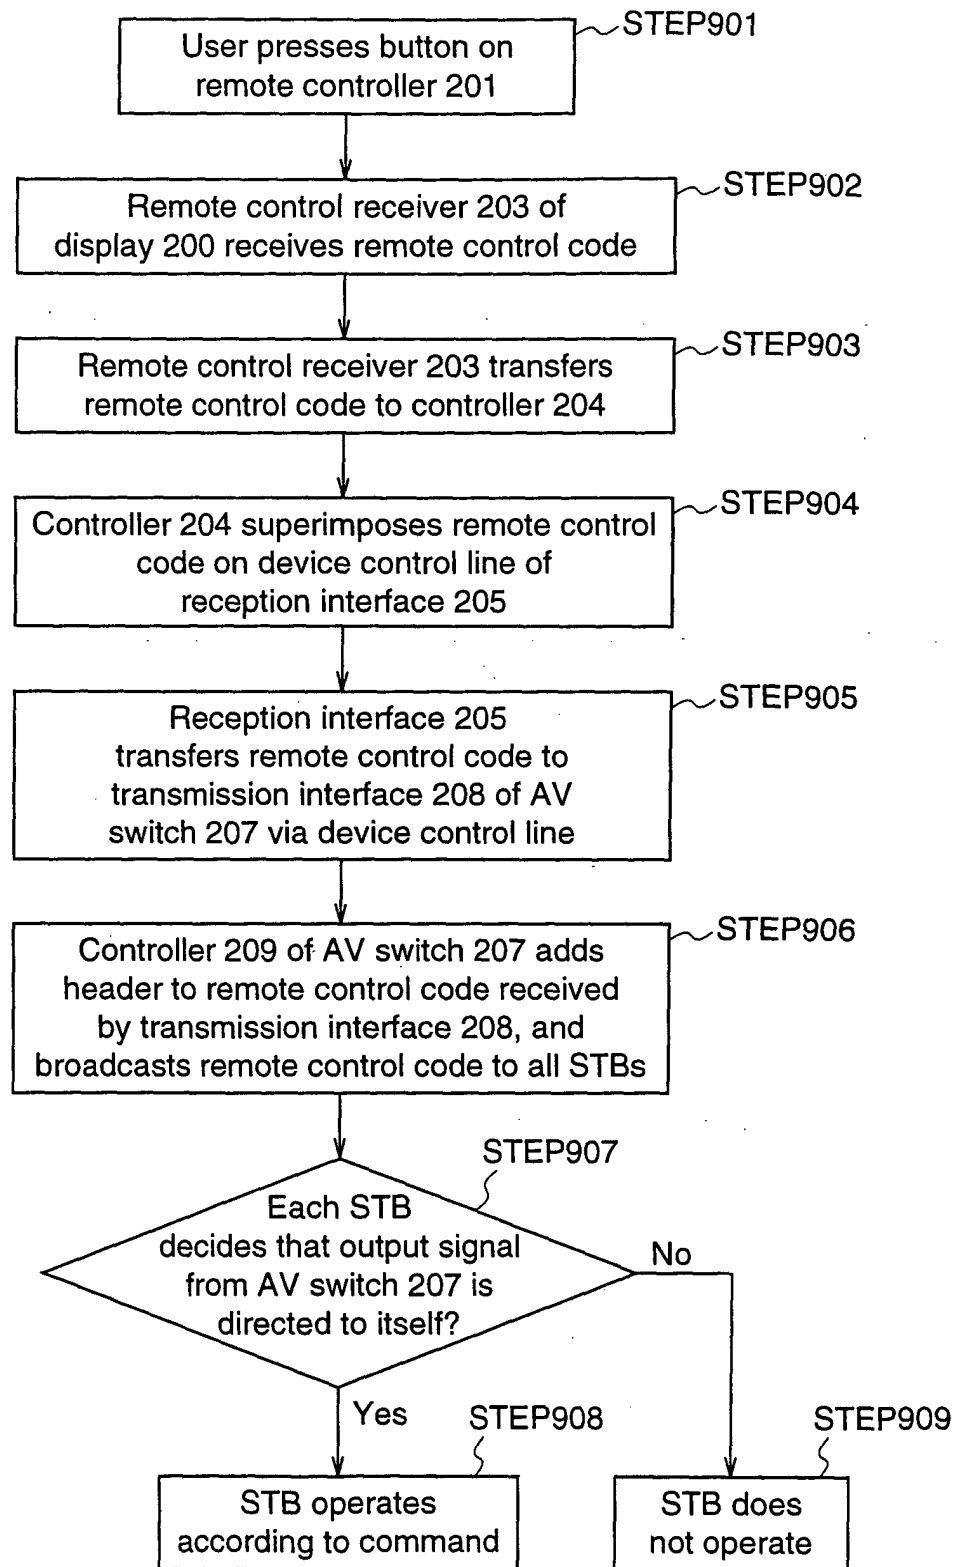 STEP901
User presses button on
remote controller 201
STEP902
Remote control receiver 203 of
display 200 receives remote control code
STEP903
Remote control receiver 203 transfers
remote control code to controller 204
STEP904
Controller 204 superimposes remote control
code on device control line of
reception interface 205
STEP905
Reception interface 205
transfers remote control code to
transmission interface 208 of AV
switch 207 via device control line
STEP906
Controller 209 of AV switch 207 adds
header to remote control code received
by transmission interface 208, and
broadcasts remote control code to all STBs
STEP907
Each STB
decides that output signal
from AV switch 207 is
directed to itself?
No
Yes
STEP908
STEP909
STB operates
according to command
STB does
not operate